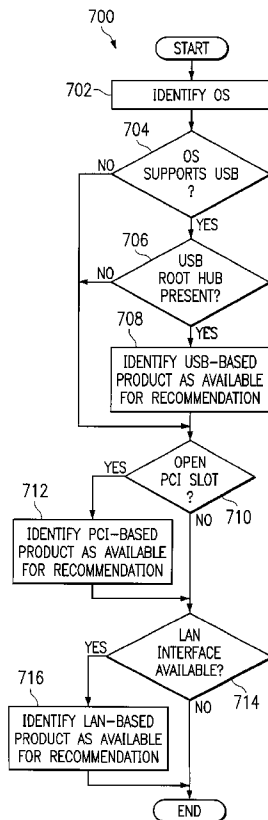 700
START
702
IDENTIFY OS
704
NO
OS
SUPPORTS USB
?
YES
706
NO
USB
ROOT HUB
PRESENT?
708
YES
IDENTIFY USB-BASED
PRODUCT AS AVAILABLE
FOR RECOMMENDATION
YES
OPEN
PCI SLOT
?
712
710
IDENTIFY PCI-BASED
PRODUCT AS AVAILABLE
FOR RECOMMENDATION
NO
YES
LAN
INTERFACE
AVAILABLE?
716
714
NO
IDENTIFY LAN-BASED
PRODUCT AS AVAILABLE
FOR RECOMMENDATION
END